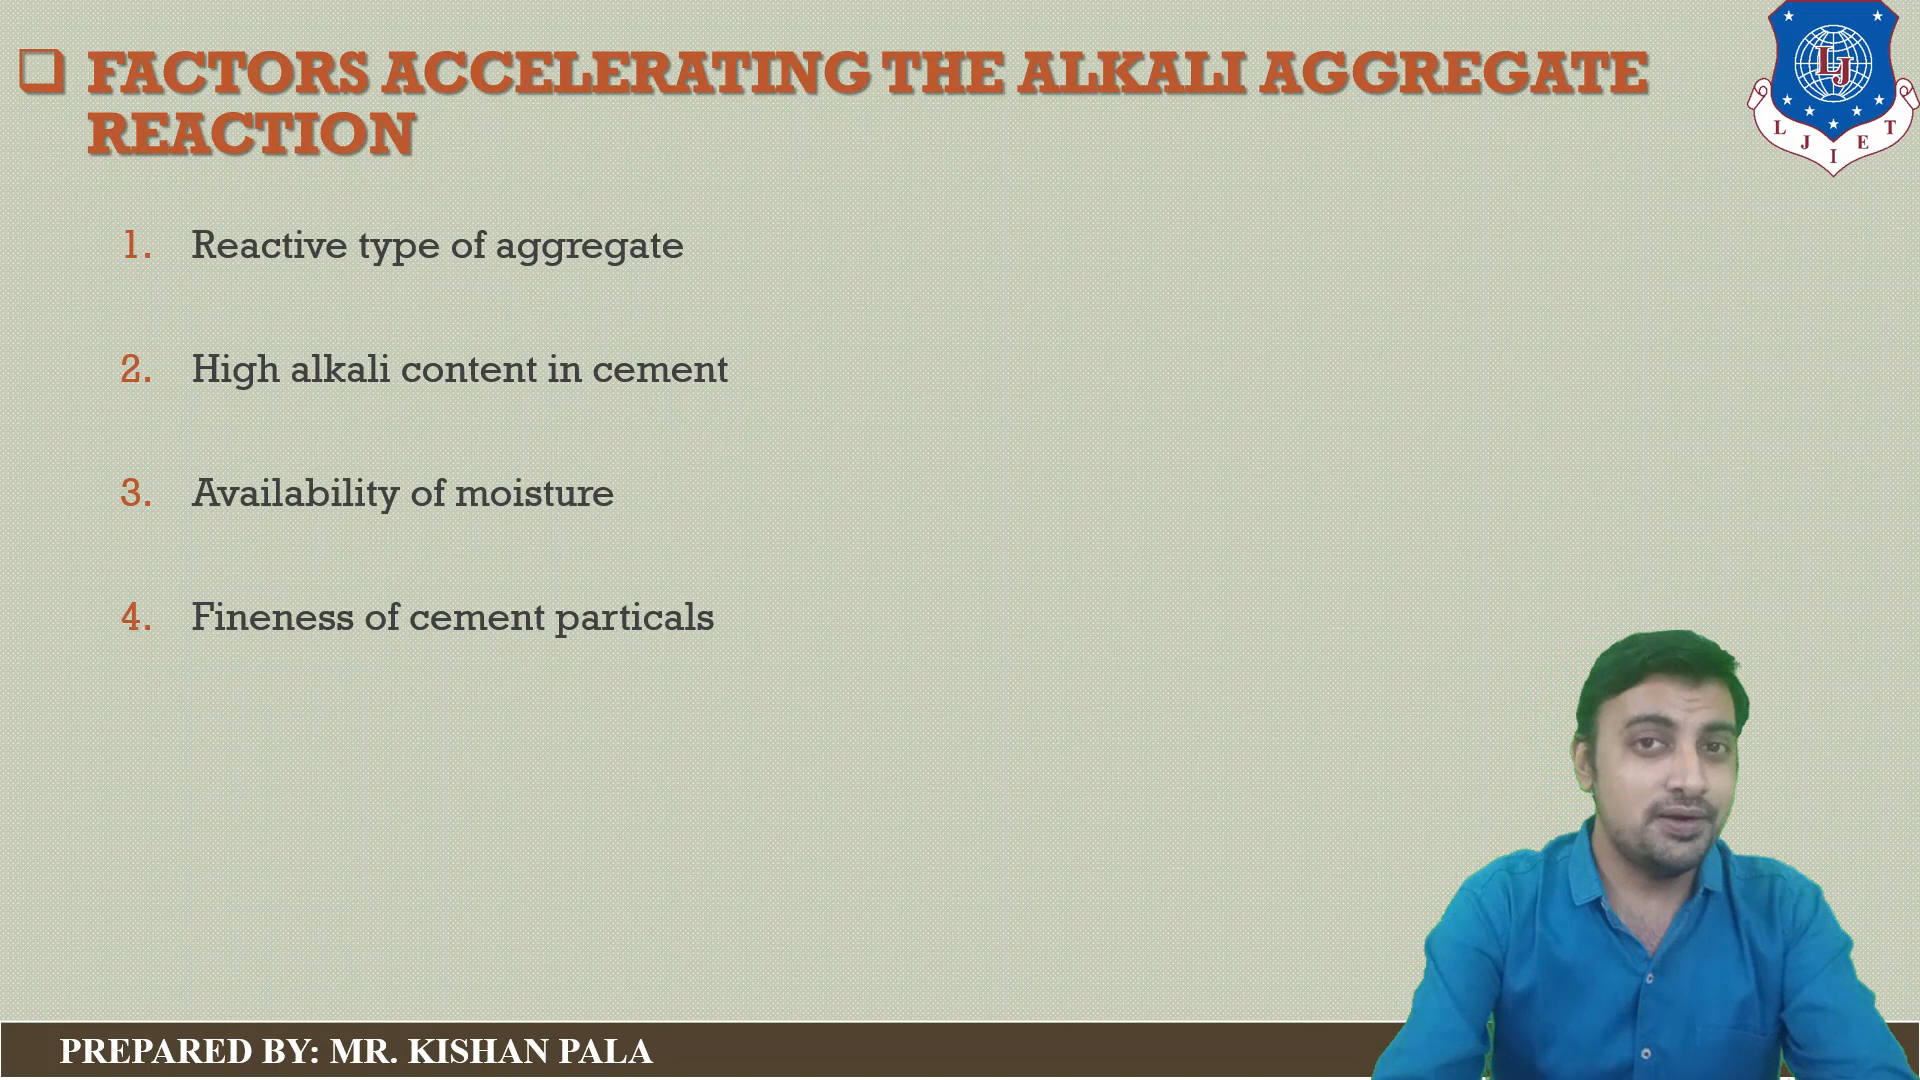 FACTORS ACCELERATING THE ALKALI AGGREGATE
REACTION
LJ
L J I E T
1. Reactive type of aggregate
2. High alkali content in cement
3. Availability of moisture
4. Fineness of cement particals
PREPARED BY: MR. KISHAN PALA